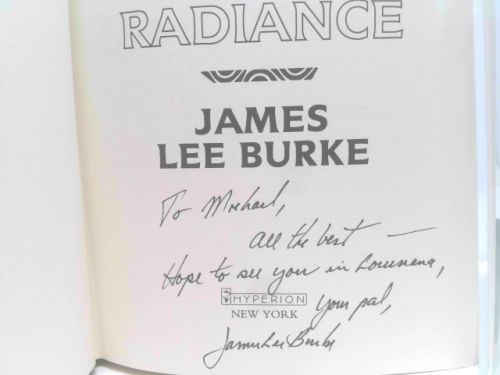 RADIANCE
JAMES
LEE BURKE
To Michael,
All the best —
Hope to see you in Louisiana,
HYPERION
Your pal,
NEW YORK
James Lee Burke